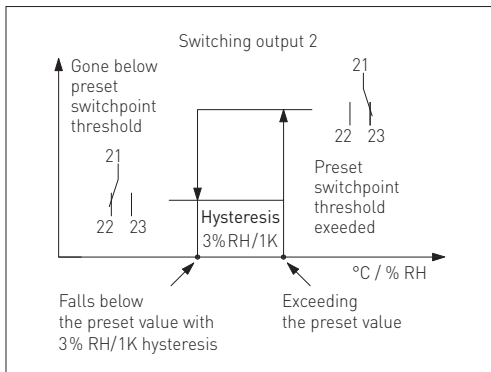 Switching output 2
Gone below
preset
switchpoint
threshold
21
22 23
21
22 23
Preset
switchpoint
threshold
exeeded
Hysteresis
3% RH/1K
°C / % RH
Falls below
the preset value with
3% RH/1K hysteresis
Exceeding
the preset value